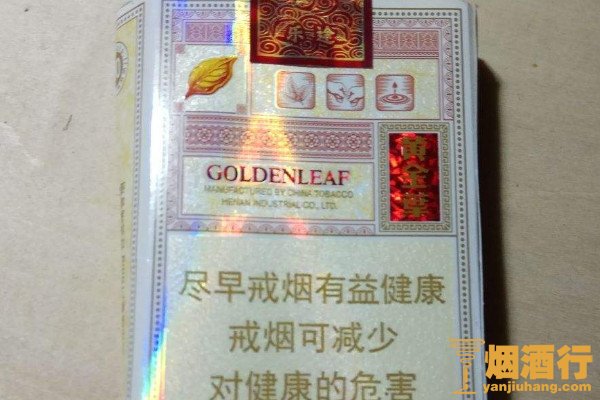 乐途
GOLDENLEAF
MANUFACTURED BY CHINA TOBACCO
HENAN INDUSTRIAL CO., LTD.
黄金叶
尽早戒烟有益健康
戒烟可减少
对健康的危害
烟酒行
yanjiuhang.com